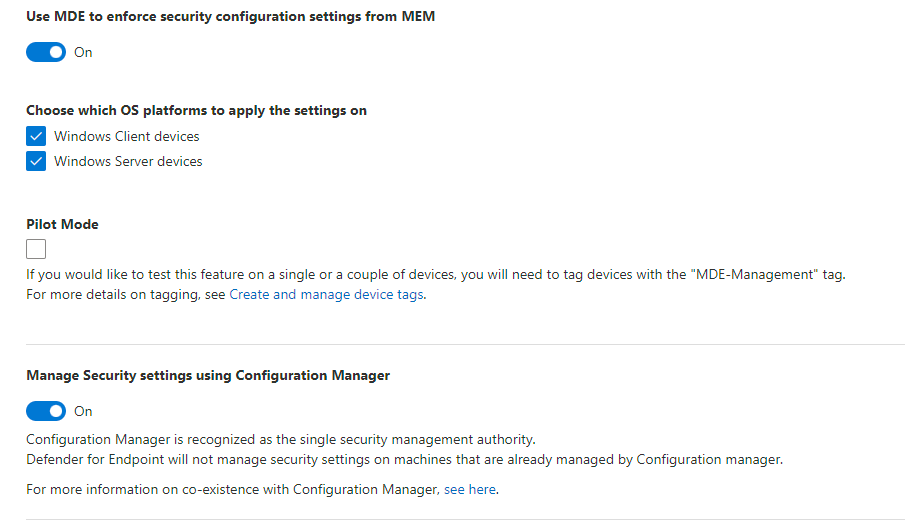 Use MDE to enforce security configuration settings from MEM
On
Choose which OS platforms to apply the settings on
Windows Client devices
Windows Server devices
Pilot Mode
If you would like to test this feature on a single or a couple of devices, you will need to tag devices with the "MDE-Management" tag.
For more details on tagging, see Create and manage device tags.
Manage Security settings using Configuration Manager
On
Configuration Manager is recognized as the single security management authority.
Defender for Endpoint will not manage security settings on machines that are already managed by Configuration manager.
For more information on co-existence with Configuration Manager, see here.